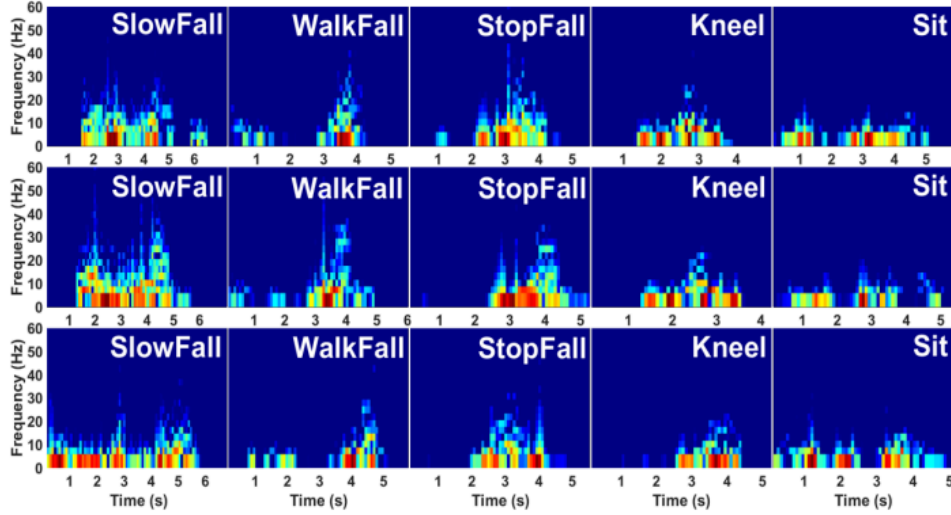 Frequency (Hz)
60
50
40
30
20
10
0
SlowFall WalkFall StopFall Kneel Sit
1 2 3 4 5 6 1 2 3 4 5 1 2 3 4 5 1 2 3 4 1 2 3 4 5
Frequency (Hz)
60
50
40
30
20
10
0
SlowFall WalkFall StopFall Kneel Sit
1 2 3 4 5 6 1 2 3 4 5 6 1 2 3 4 5 1 2 3 4 1 2 3 4 5
Frequency (Hz)
60
50
40
30
20
10
0
SlowFall WalkFall StopFall Kneel Sit
1 2 3 4 5 6 1 2 3 4 5 1 2 3 4 5 1 2 3 4 5 1 2 3 4 5
Time (s) Time (s) Time (s) Time (s) Time (s)